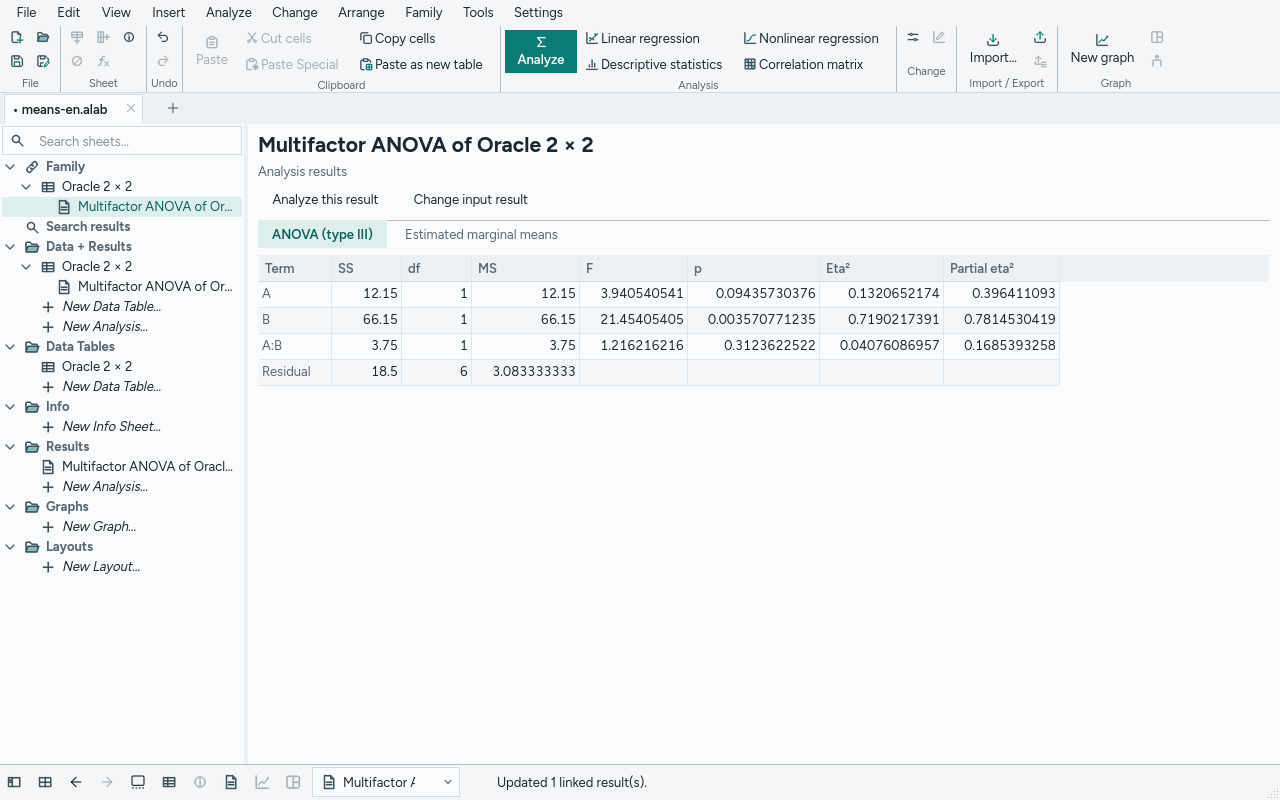 File Edit View Insert Analyze Change Arrange Family Tools Settings
Cut cells Copy cells Linear regression Nonlinear regression
Paste Paste Special Paste as new table Σ Analyze Descriptive statistics Correlation matrix Import... New graph
File Sheet Undo Clipboard Analysis Change Import / Export Graph
• means-en.alab
Search sheets...
Family
Oracle 2 × 2
Multifactor ANOVA of Or...
Search results
Data + Results
Oracle 2 × 2
Multifactor ANOVA of Or...
New Data Table...
New Analysis...
Data Tables
Oracle 2 × 2
New Data Table...
Info
New Info Sheet...
Results
Multifactor ANOVA of Oracl...
New Analysis...
Graphs
New Graph...
Layouts
New Layout...
Multifactor ANOVA of Oracle 2 × 2
Analysis results
Analyze this result Change input result
ANOVA (type III) Estimated marginal means
Term SS df MS F p Eta² Partial eta²
A 12.15 1 12.15 3.940540541 0.09435730376 0.1320652174 0.396411093
B 66.15 1 66.15 21.45405405 0.003570771235 0.7190217391 0.7814530419
A:B 3.75 1 3.75 1.216216216 0.3123622522 0.04076086957 0.1685393258
Residual 18.5 6 3.083333333
Multifactor A Updated 1 linked result(s).